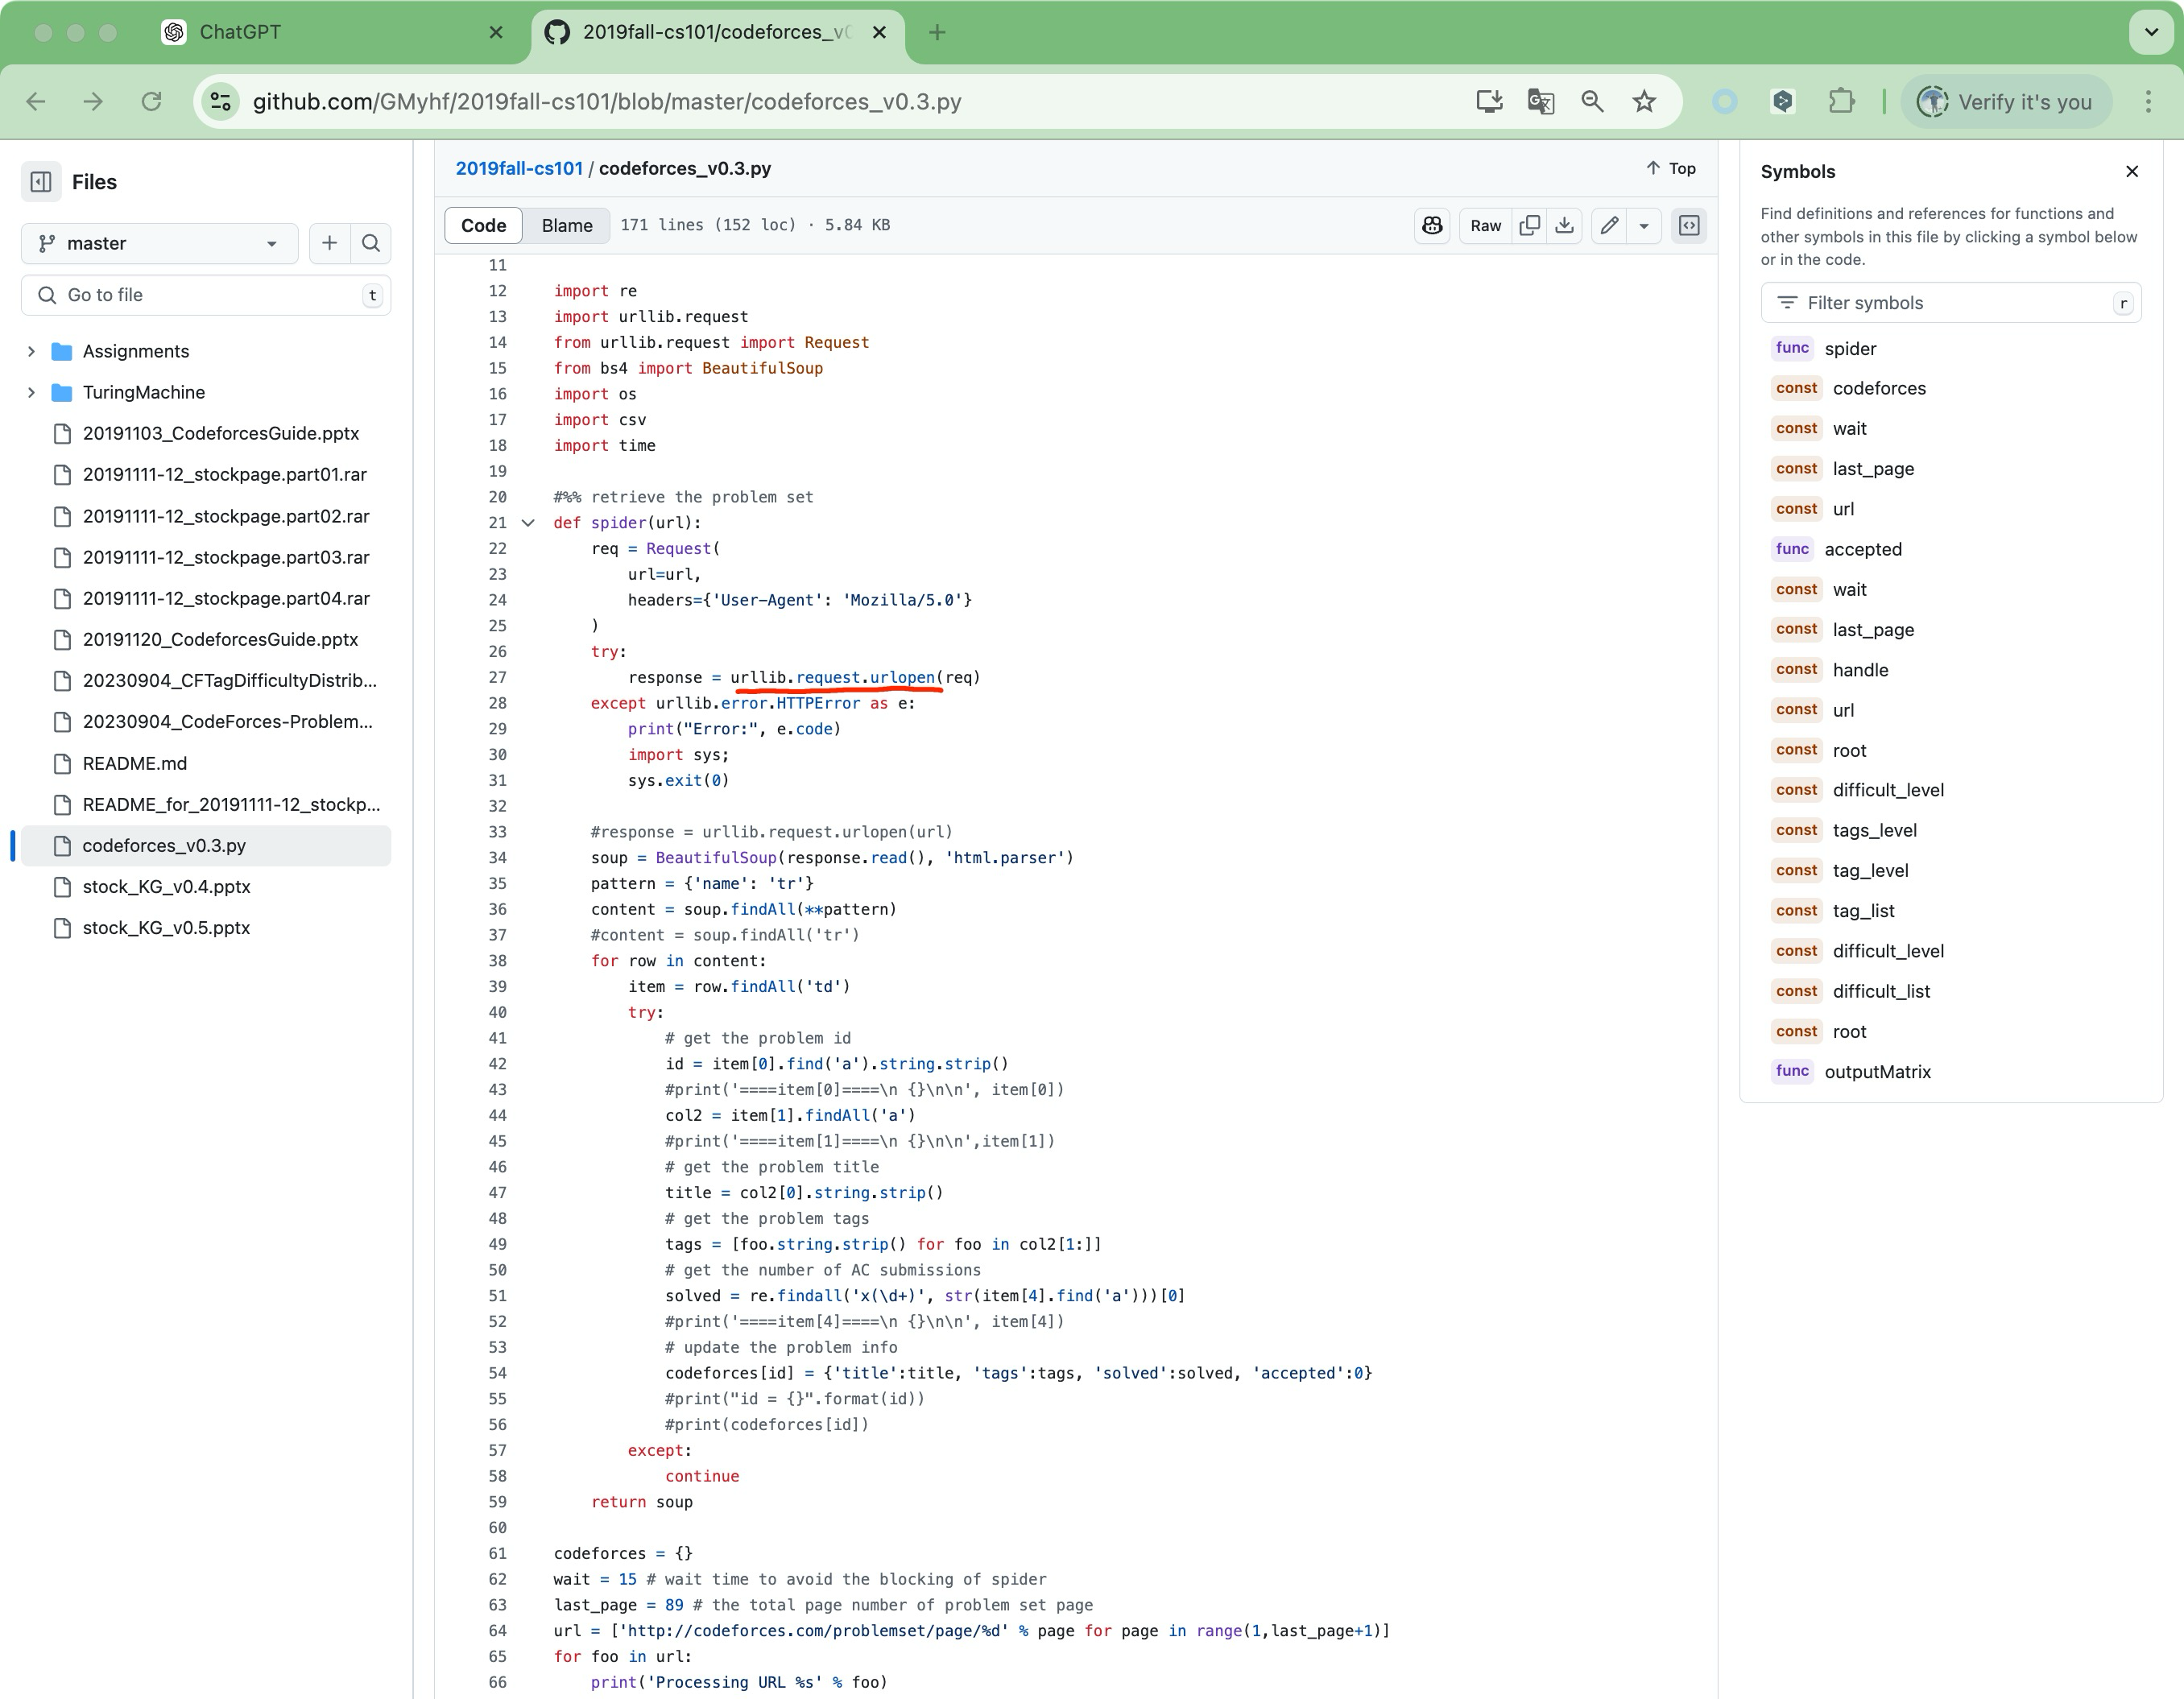 ChatGPT
2019fall-cs101/codeforces_v0
github.com/GMyhf/2019fall-cs101/blob/master/codeforces_v0.3.py
Verify it's you
Files
master
Go to file
t
Assignments
TuringMachine
20191103_CodeforcesGuide.pptx
20191111-12_stockpage.part01.rar
20191111-12_stockpage.part02.rar
20191111-12_stockpage.part03.rar
20191111-12_stockpage.part04.rar
20191120_CodeforcesGuide.pptx
20230904_CFTagDifficultyDistrib...
20230904_CodeForces-Problem...
README.md
README_for_20191111-12_stockp...
codeforces_v0.3.py
stock_KG_v0.4.pptx
stock_KG_v0.5.pptx
2019fall-cs101 / codeforces_v0.3.py
Top
Code Blame 171 lines (152 loc) · 5.84 KB
Raw
11
12 import re
13 import urllib.request
14 from urllib.request import Request
15 from bs4 import BeautifulSoup
16 import os
17 import csv
18 import time
19
20 #%% retrieve the problem set
21 def spider(url):
22 req = Request(
23 url=url,
24 headers={'User-Agent': 'Mozilla/5.0'}
25 )
26 try:
27 response = urllib.request.urlopen(req)
28 except urllib.error.HTTPError as e:
29 print("Error:", e.code)
30 import sys;
31 sys.exit(0)
32
33 #response = urllib.request.urlopen(url)
34 soup = BeautifulSoup(response.read(), 'html.parser')
35 pattern = {'name': 'tr'}
36 content = soup.findAll(**pattern)
37 #content = soup.findAll('tr')
38 for row in content:
39 item = row.findAll('td')
40 try:
41 # get the problem id
42 id = item[0].find('a').string.strip()
43 #print('====item[0]====\n {}\n\n', item[0])
44 col2 = item[1].findAll('a')
45 #print('====item[1]====\n {}\n\n',item[1])
46 # get the problem title
47 title = col2[0].string.strip()
48 # get the problem tags
49 tags = [foo.string.strip() for foo in col2[1:]]
50 # get the number of AC submissions
51 solved = re.findall('x(\d+)', str(item[4].find('a')))[0]
52 #print('====item[4]====\n {}\n\n', item[4])
53 # update the problem info
54 codeforces[id] = {'title':title, 'tags':tags, 'solved':solved, 'accepted':0}
55 #print("id = {}".format(id))
56 #print(codeforces[id])
57 except:
58 continue
59 return soup
60
61 codeforces = {}
62 wait = 15 # wait time to avoid the blocking of spider
63 last_page = 89 # the total page number of problem set page
64 url = ['http://codeforces.com/problemset/page/%d' % page for page in range(1,last_page+1)]
65 for foo in url:
66 print('Processing URL %s' % foo)
Symbols
Find definitions and references for functions and
other symbols in this file by clicking a symbol below
or in the code.
Filter symbols
r
func spider
const codeforces
const wait
const last_page
const url
func accepted
const wait
const last_page
const handle
const url
const root
const difficult_level
const tags_level
const tag_level
const tag_list
const difficult_level
const difficult_list
const root
func outputMatrix